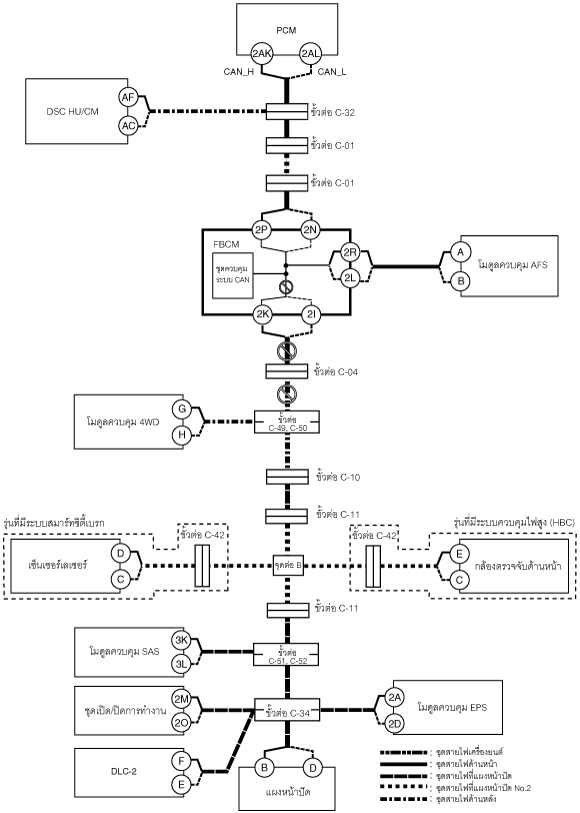 PCM
2AK
2AL
CAN_H
CAN_L
DSC HU/CM
AF
AC
ขั้วต่อ C-32
ขั้วต่อ C-01
ขั้วต่อ C-01
2P
2N
FBCM
ชุดควบคุม
ระบบ CAN
2R
2L
A
B
โมดูลควบคุม AFS
2K
2I
ขั้วต่อ C-04
โมดูลควบคุม 4WD
G
H
ขั้วต่อ
C-49, C-50
ขั้วต่อ C-10
ขั้วต่อ C-11
รุ่นที่มีระบบสมาร์ทซิตี้เบรก
ขั้วต่อ C-42
เซ็นเซอร์เลเซอร์
D
C
จุดต่อ B
รุ่นที่มีระบบควบคุมไฟสูง (HBC)
ขั้วต่อ C-42
E
C
กล้องตรวจจับด้านหน้า
ขั้วต่อ C-11
โมดูลควบคุม SAS
3K
3L
ขั้วต่อ
C-51, C-52
ชุดเปิด/ปิดการทำงาน
2M
2O
ขั้วต่อ C-34
2A
2D
โมดูลควบคุม EPS
DLC-2
F
E
B
D
แผงหน้าปัด
: ชุดสายไฟเครื่องยนต์
: ชุดสายไฟด้านหน้า
: ชุดสายไฟที่แผงหน้าปัด
: ชุดสายไฟที่แผงหน้าปัด No.2
: ชุดสายไฟด้านหลัง